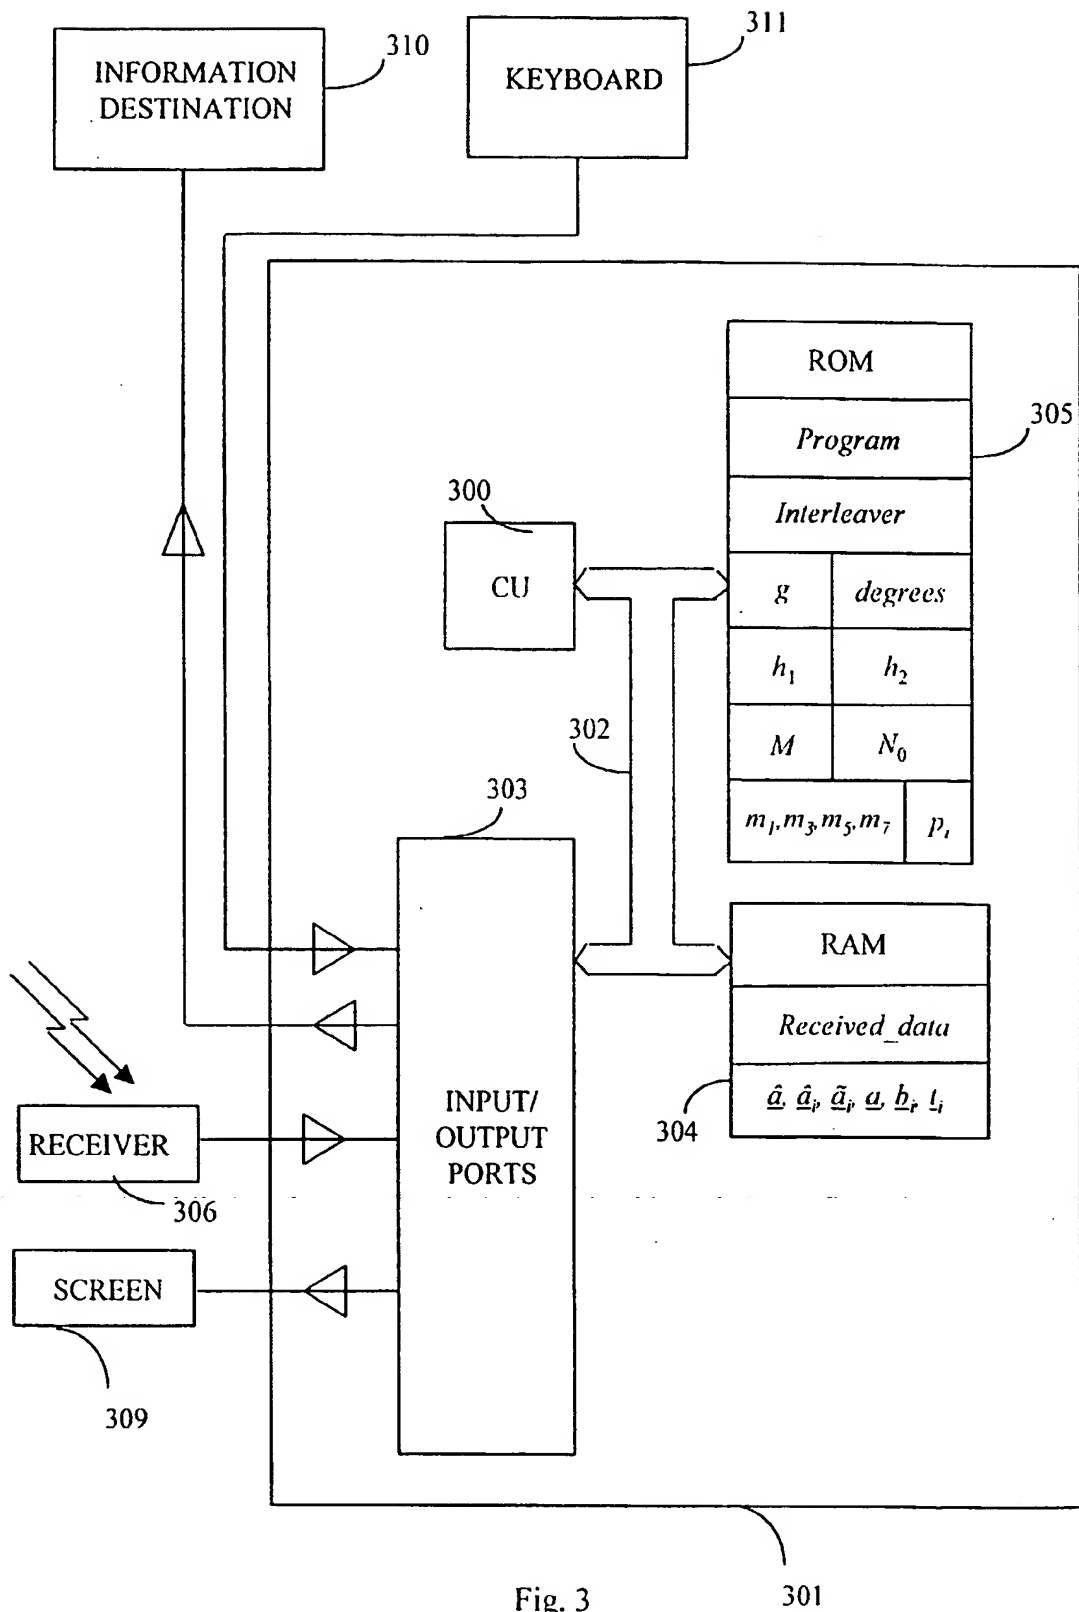 310
311
INFORMATION
DESTINATION
KEYBOARD
ROM
305
Program
Interleaver
300
CU
g degrees
h₁ h₂
302
M N₀
303
m₁, m₃, m₅, m₇ pᵢ
RAM
Received_data
304
â, âᵢ, ãᵢ, a, bᵢ, tᵢ
INPUT/
OUTPUT
PORTS
RECEIVER
306
SCREEN
309
301
Fig. 3